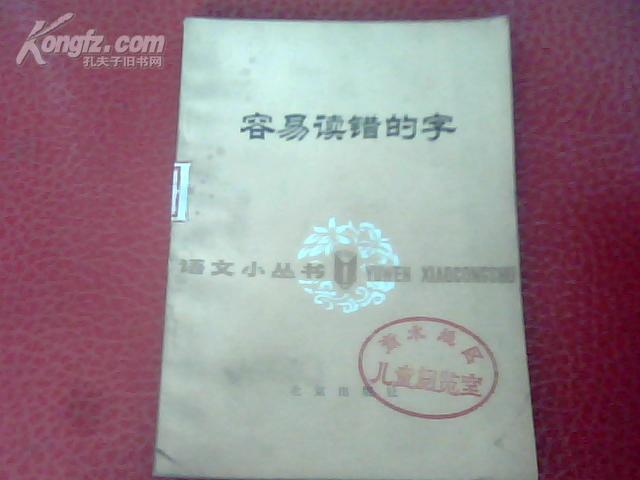 Kongfz.com
孔夫子旧书网
容易读错的字
语文小丛书 YUWEN XIAOCONGSHU
儿童阅览室
北京出版社